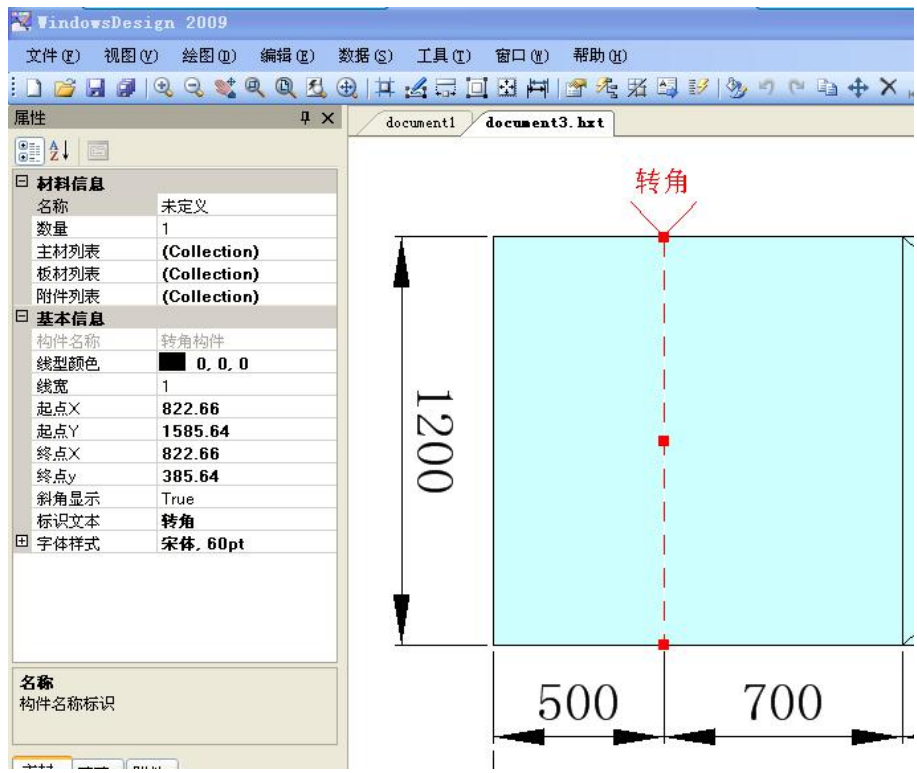 WindowsDesign 2009
文件(F) 视图(V) 绘图(D) 编辑(E) 数据(S) 工具(T) 窗口(W) 帮助(H)
属性
document1 document3.hxt
材料信息
名称 未定义
数量 1
主材列表 (Collection)
板材列表 (Collection)
附件列表 (Collection)
基本信息
构件名称 转角构件
线型颜色 0, 0, 0
线宽 1
起点X 822.66
起点Y 1585.64
终点X 822.66
终点y 385.64
斜角显示 True
标识文本 转角
字体样式 宋体, 60pt
名称
构件名称标识
转角
1200
500 700